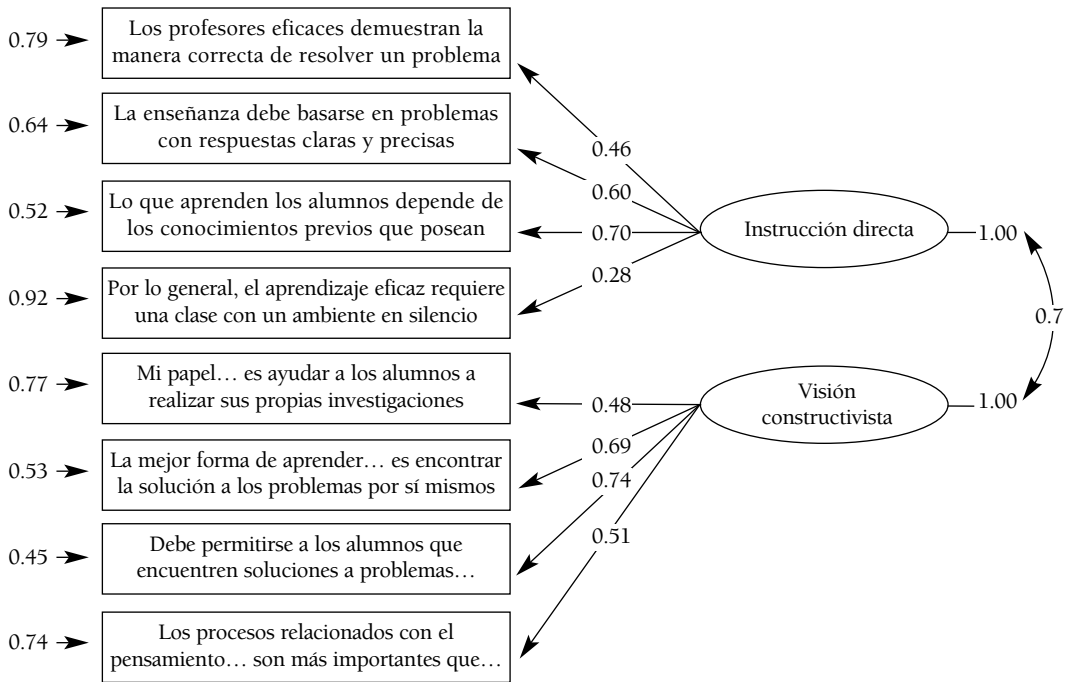 0.79
Los profesores eficaces demuestran la
manera correcta de resolver un problema
0.64
La enseñanza debe basarse en problemas
con respuestas claras y precisas
0.46
0.60
0.52
Lo que aprenden los alumnos depende de
los conocimientos previos que posean
0.70
Instrucción directa
1.00
0.28
0.92
Por lo general, el aprendizaje eficaz requiere
una clase con un ambiente en silencio
0.7
0.77
Mi papel… es ayudar a los alumnos a
realizar sus propias investigaciones
0.48
Visión
constructivista
1.00
0.69
0.53
La mejor forma de aprender… es encontrar
la solución a los problemas por sí mismos
0.74
0.51
0.45
Debe permitirse a los alumnos que
encuentren soluciones a problemas…
0.74
Los procesos relacionados con el
pensamiento… son más importantes que…